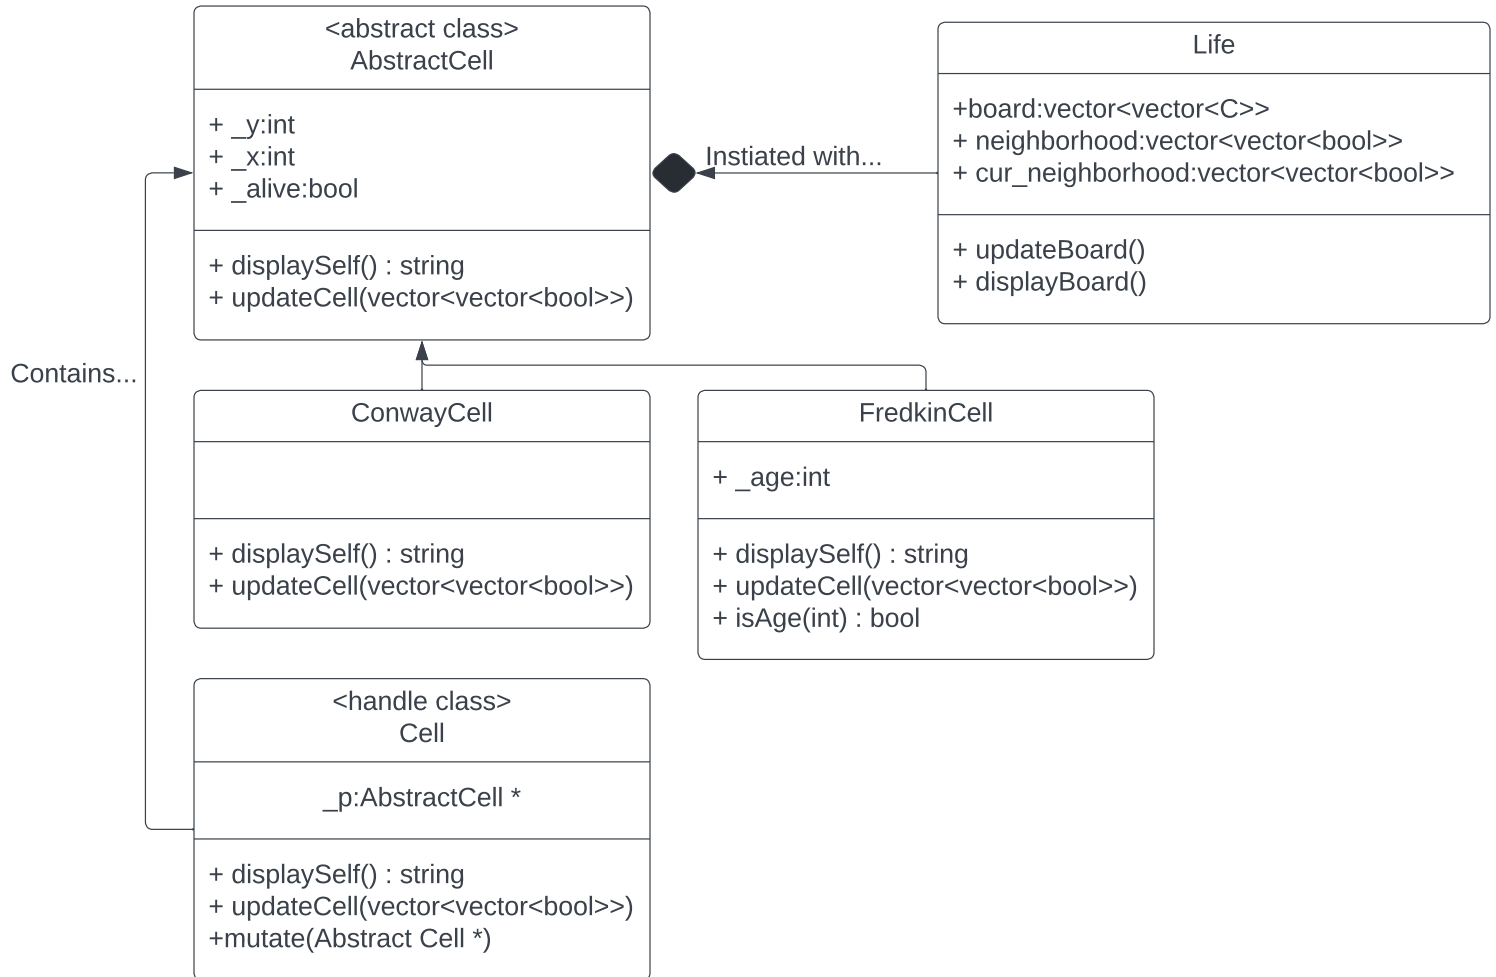 <abstract class>
AbstractCell
+ _y:int
+ _x:int
+ _alive:bool
+ displaySelf() : string
+ updateCell(vector<vector<bool>>)
Instiated with...
Life
+board:vector<vector<C>>
+ neighborhood:vector<vector<bool>>
+ cur_neighborhood:vector<vector<bool>>
+ updateBoard()
+ displayBoard()
Contains...
ConwayCell
+ displaySelf() : string
+ updateCell(vector<vector<bool>>)
FredkinCell
+ _age:int
+ displaySelf() : string
+ updateCell(vector<vector<bool>>)
+ isAge(int) : bool
<handle class>
Cell
_p:AbstractCell *
+ displaySelf() : string
+ updateCell(vector<vector<bool>>)
+mutate(Abstract Cell *)